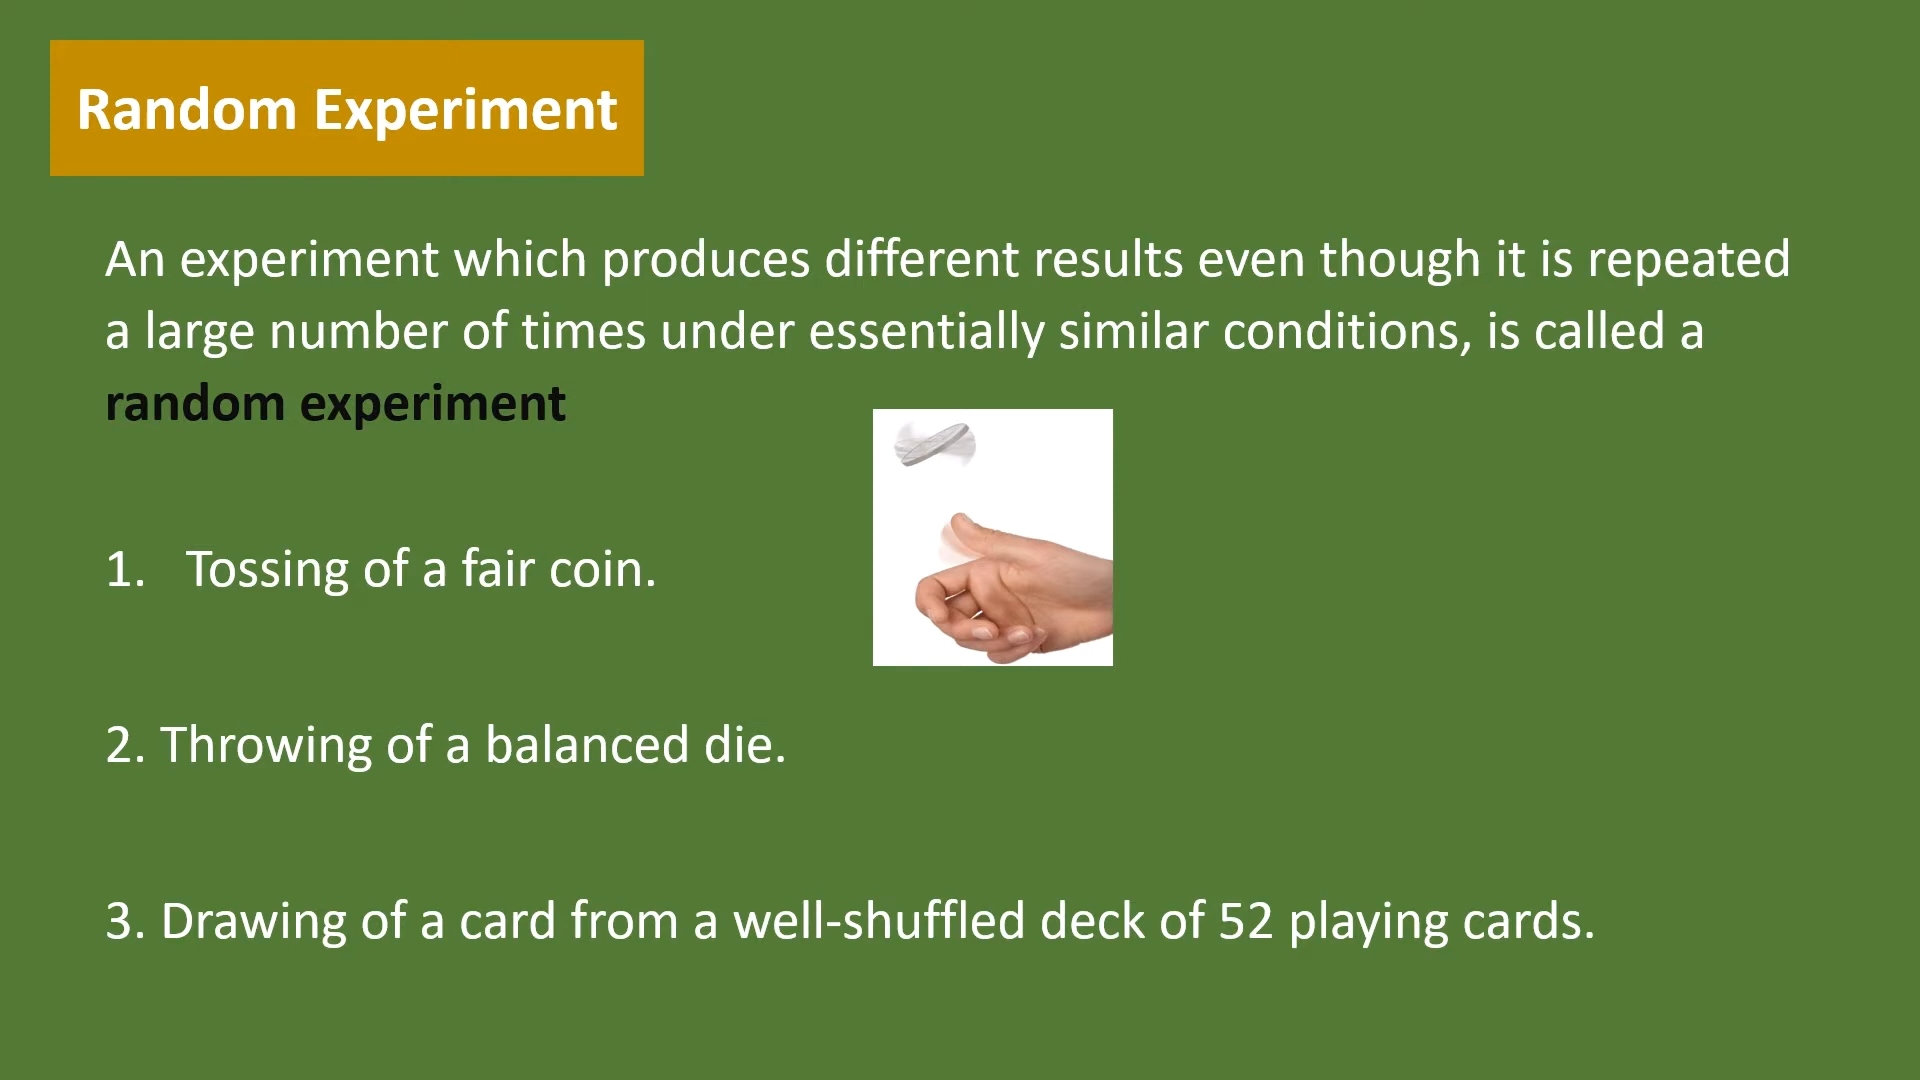 Random Experiment
An experiment which produces different results even though it is repeated
a large number of times under essentially similar conditions, is called a
random experiment
1. Tossing of a fair coin.
2. Throwing of a balanced die.
3. Drawing of a card from a well-shuffled deck of 52 playing cards.